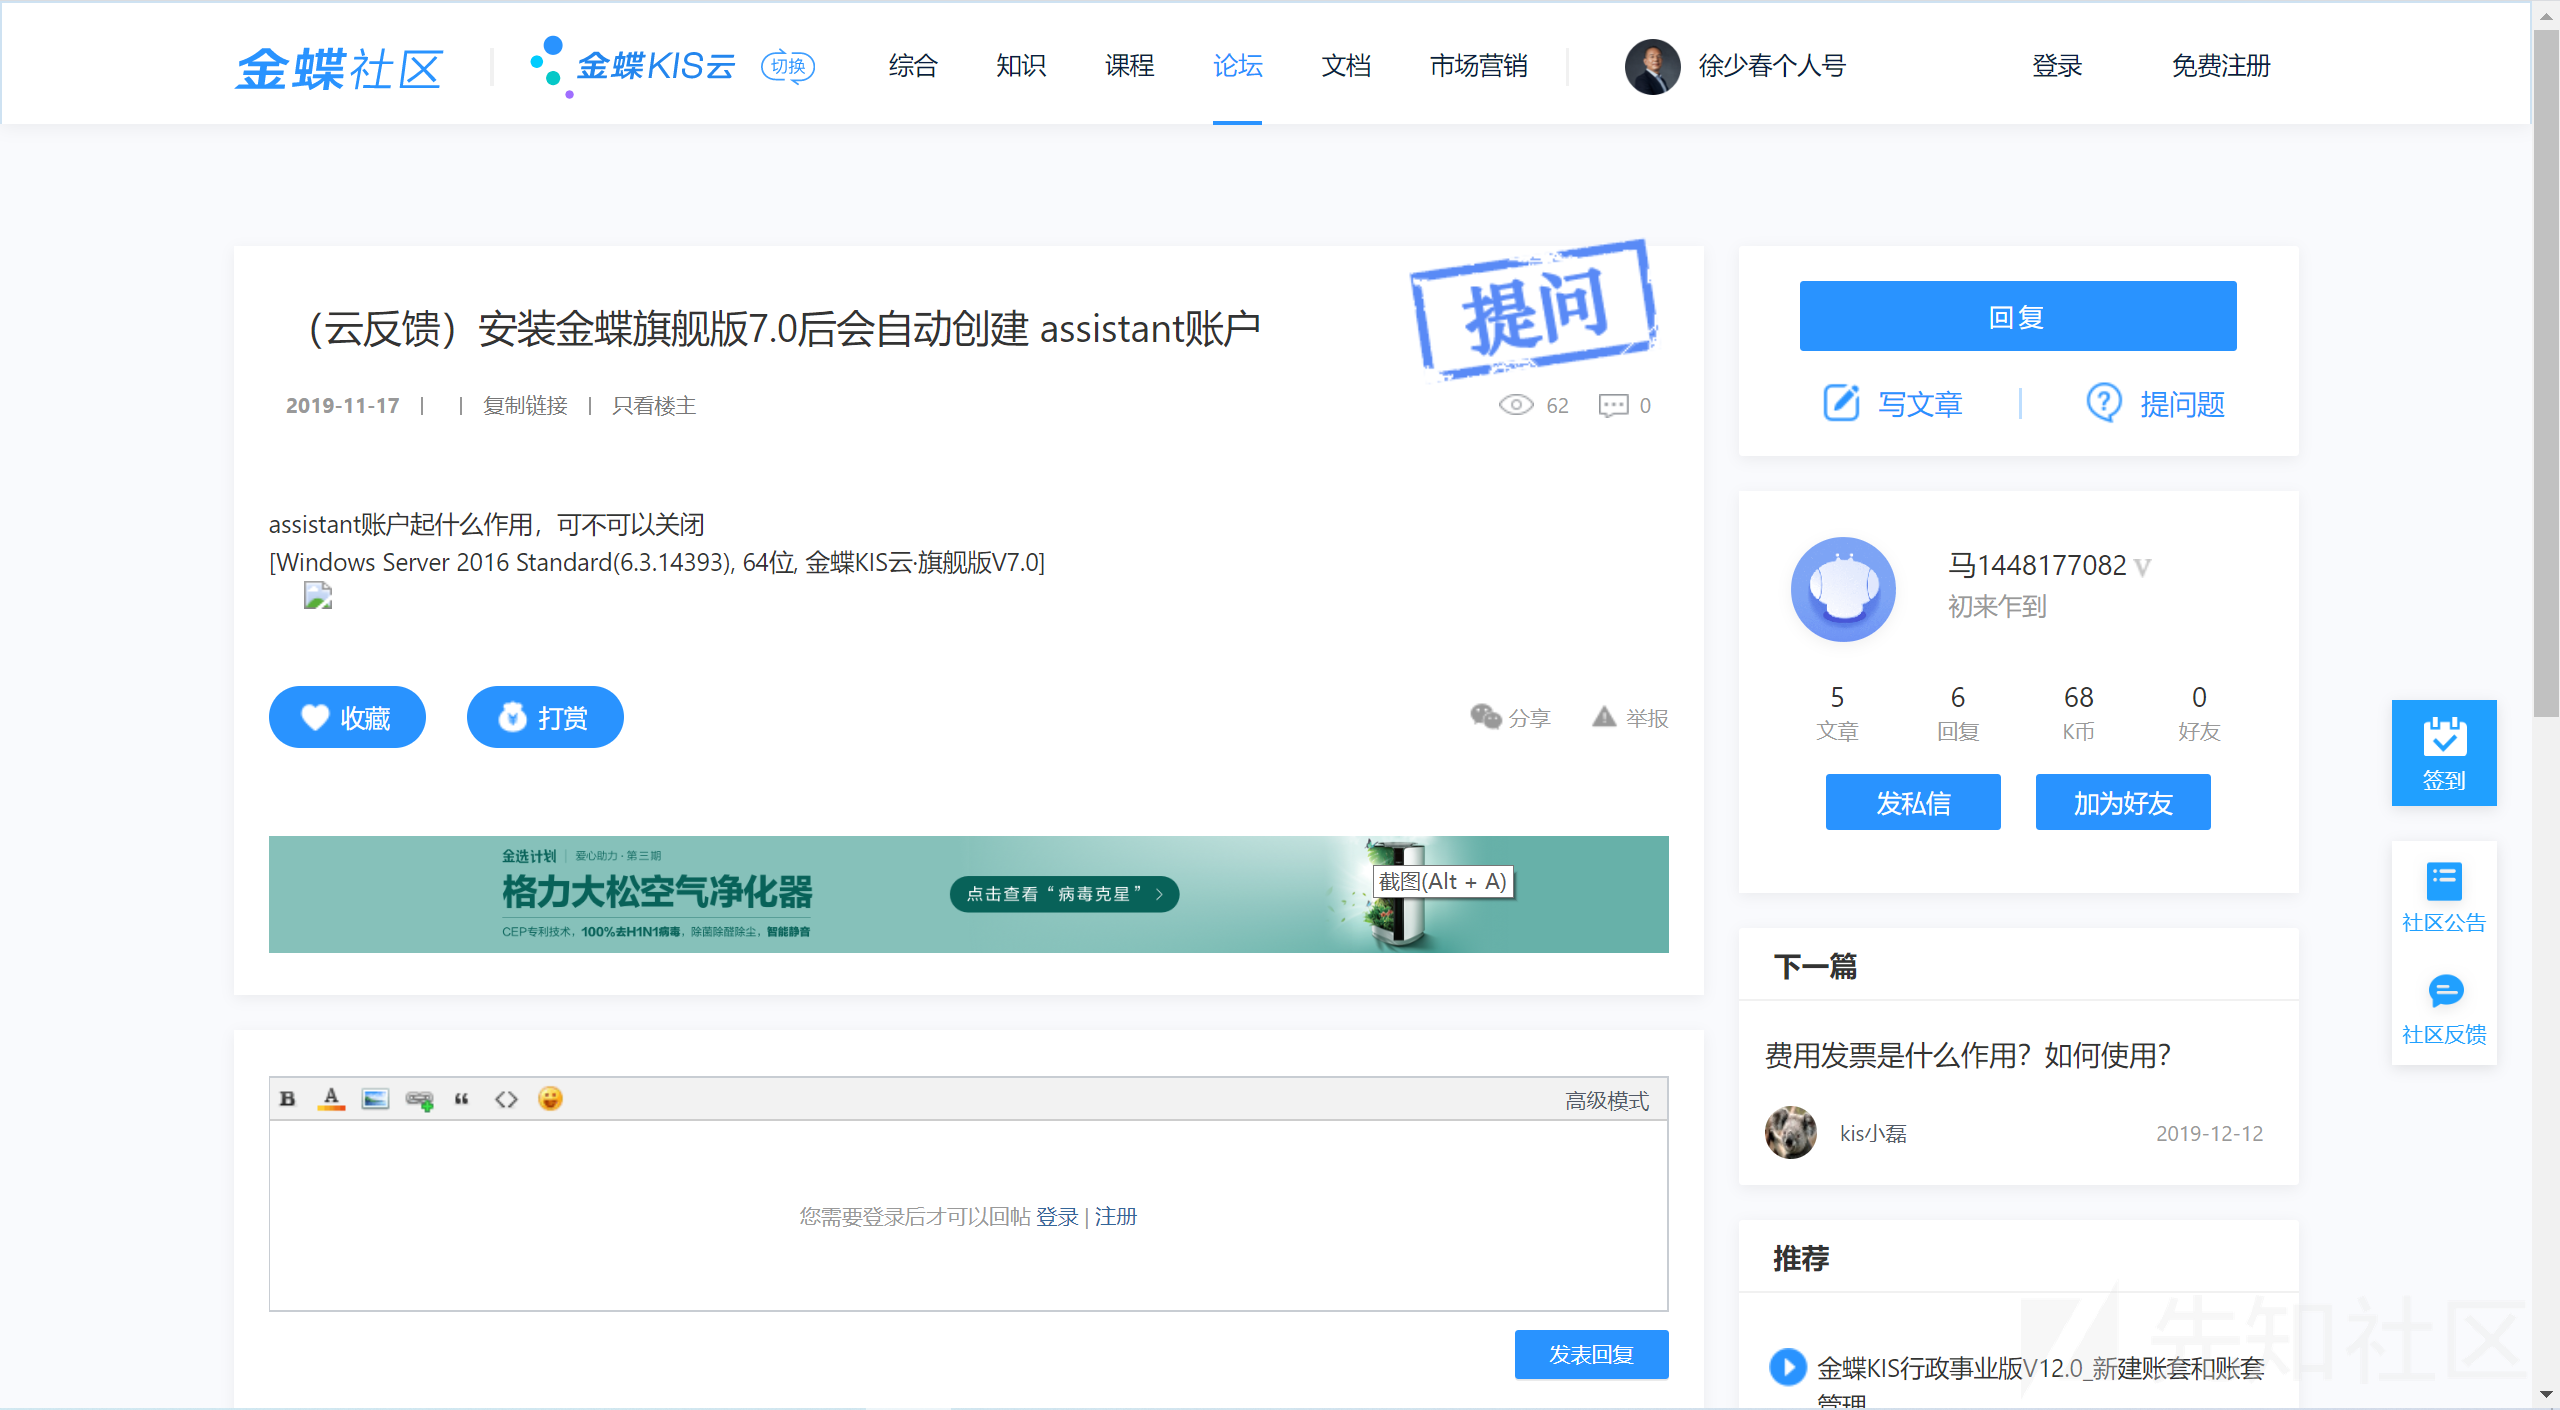 金蝶社区
金蝶KIS云
切换
综合
知识
课程
论坛
文档
市场营销
徐少春个人号
登录
免费注册
(云反馈) 安装金蝶旗舰版7.0后会自动创建 assistant账户
提问
2019-11-17 | | 复制链接 | 只看楼主
62
0
assistant账户起什么作用，可不可以关闭
[Windows Server 2016 Standard(6.3.14393), 64位, 金蝶KIS云·旗舰版V7.0]
收藏
打赏
分享
举报
金选计划 | 爱心助力·第三期
格力大松空气净化器
CEP专利技术，100%去H1N1病毒，除菌除醛除尘，智能静音
点击查看“病毒克星” >
截图(Alt + A)
B
A
高级模式
您需要登录后才可以回帖 登录 | 注册
发表回复
回复
写文章
提问题
马1448177082 V
初来乍到
5
文章
6
回复
68
K币
0
好友
发私信
加为好友
下一篇
费用发票是什么作用？如何使用？
kis小磊
2019-12-12
推荐
金蝶KIS行政事业版V12.0_新建账套和账套
管理
签到
社区公告
社区反馈
先知社区